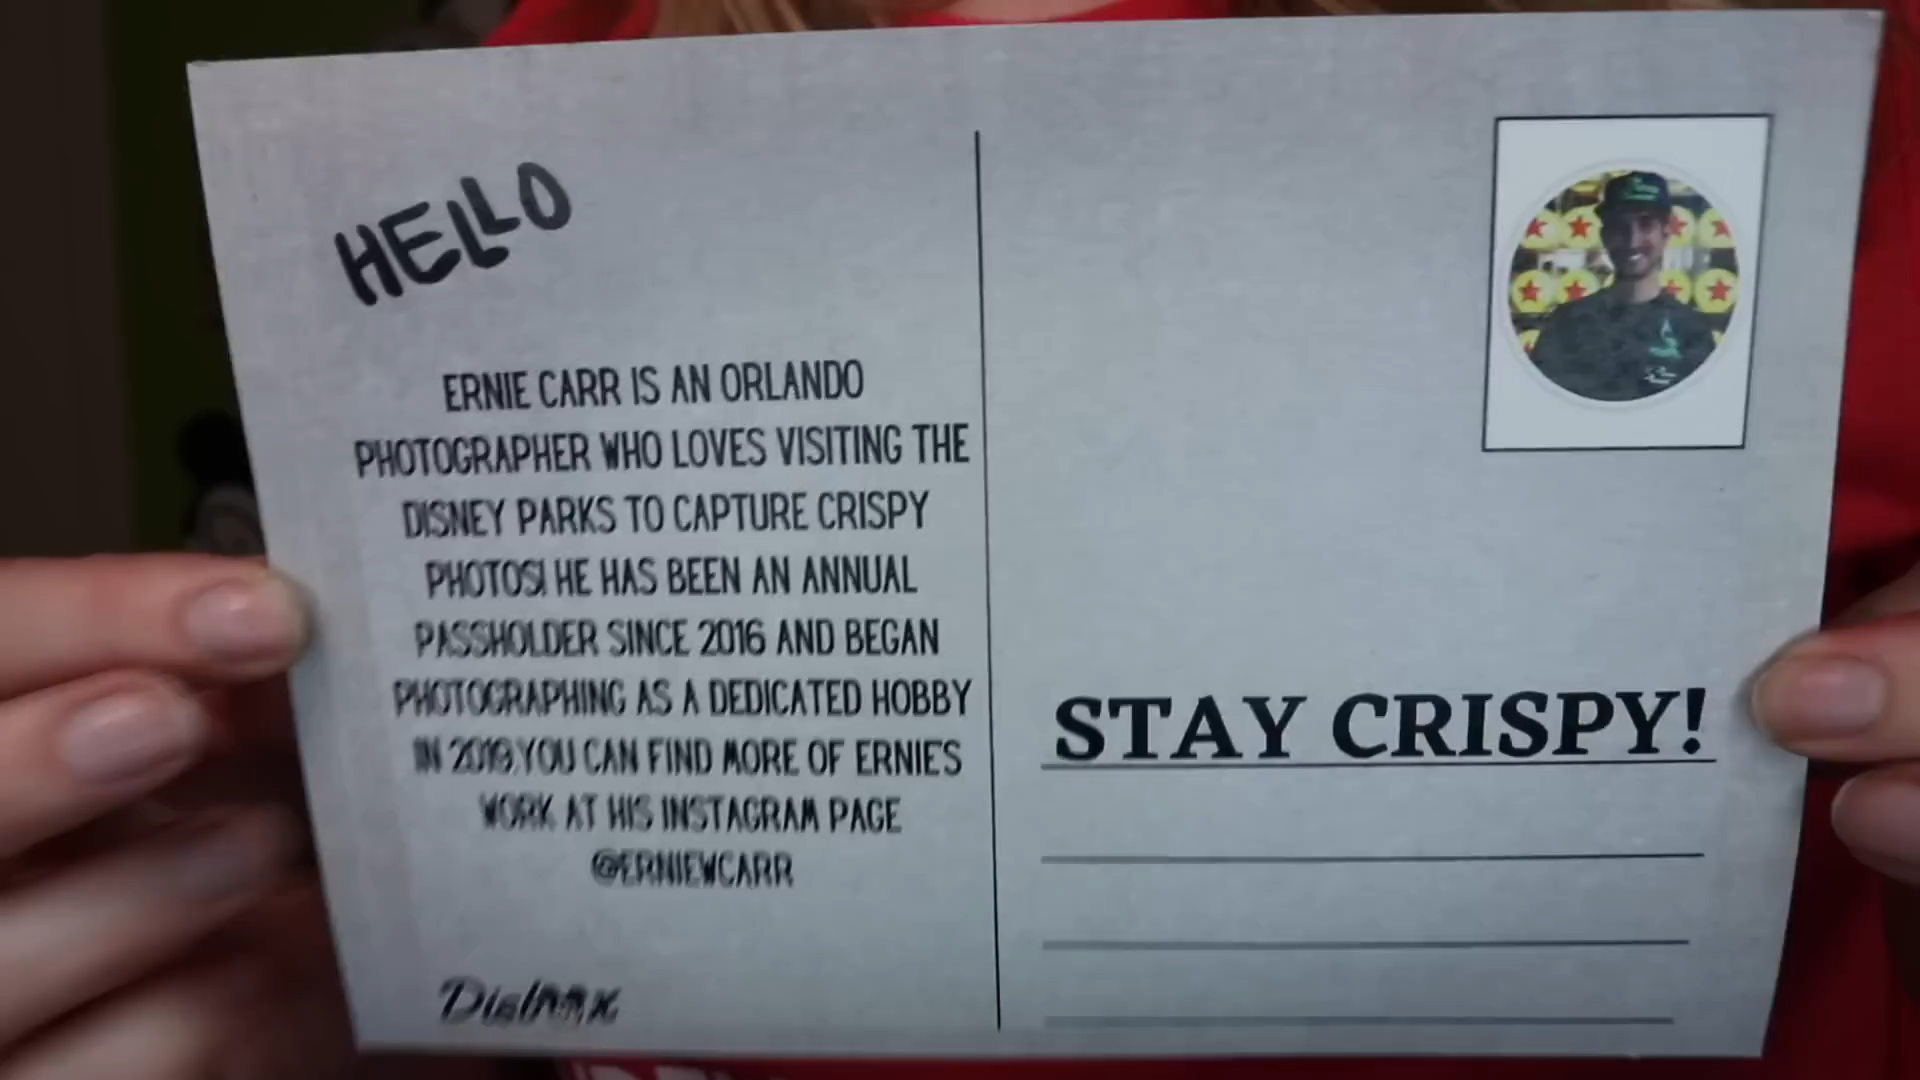 HELLO
ERNIE CARR IS AN ORLANDO
PHOTOGRAPHER WHO LOVES VISITING THE
DISNEY PARKS TO CAPTURE CRISPY
PHOTOS! HE HAS BEEN AN ANNUAL
PASSHOLDER SINCE 2016 AND BEGAN
PHOTOGRAPHING AS A DEDICATED HOBBY
IN 2019.YOU CAN FIND MORE OF ERNIE'S
WORK AT HIS INSTAGRAM PAGE
@ERNIEWCARR
STAY CRISPY!